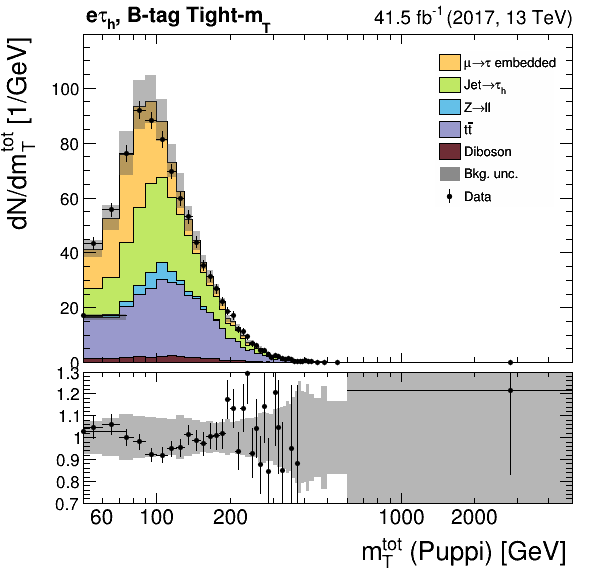 eτh, B-tag Tight-mT
41.5 fb⁻¹ (2017, 13 TeV)
dN/dmTtot [1/GeV]
100
80
60
40
20
0
μ→τ embedded
Jet→τh
Z→ll
tt̄
Diboson
Bkg. unc.
Data
1.3
1.2
1.1
1
0.9
0.8
0.7
60 100 200 1000 2000
mTtot (Puppi) [GeV]